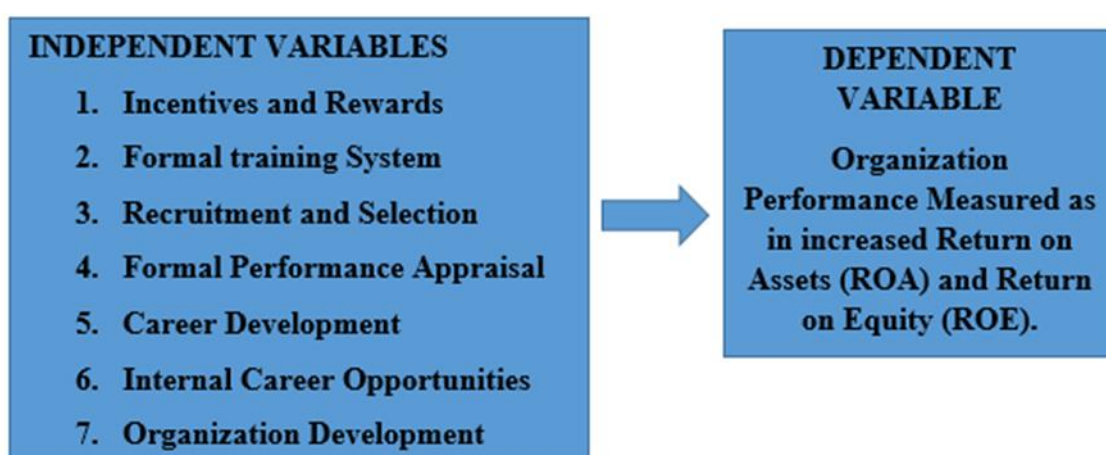 INDEPENDENT VARIABLES
1. Incentives and Rewards
2. Formal training System
3. Recruitment and Selection
4. Formal Performance Appraisal
5. Career Development
6. Internal Career Opportunities
7. Organization Development
DEPENDENT
VARIABLE
Organization
Performance Measured as
in increased Return on
Assets (ROA) and Return
on Equity (ROE).